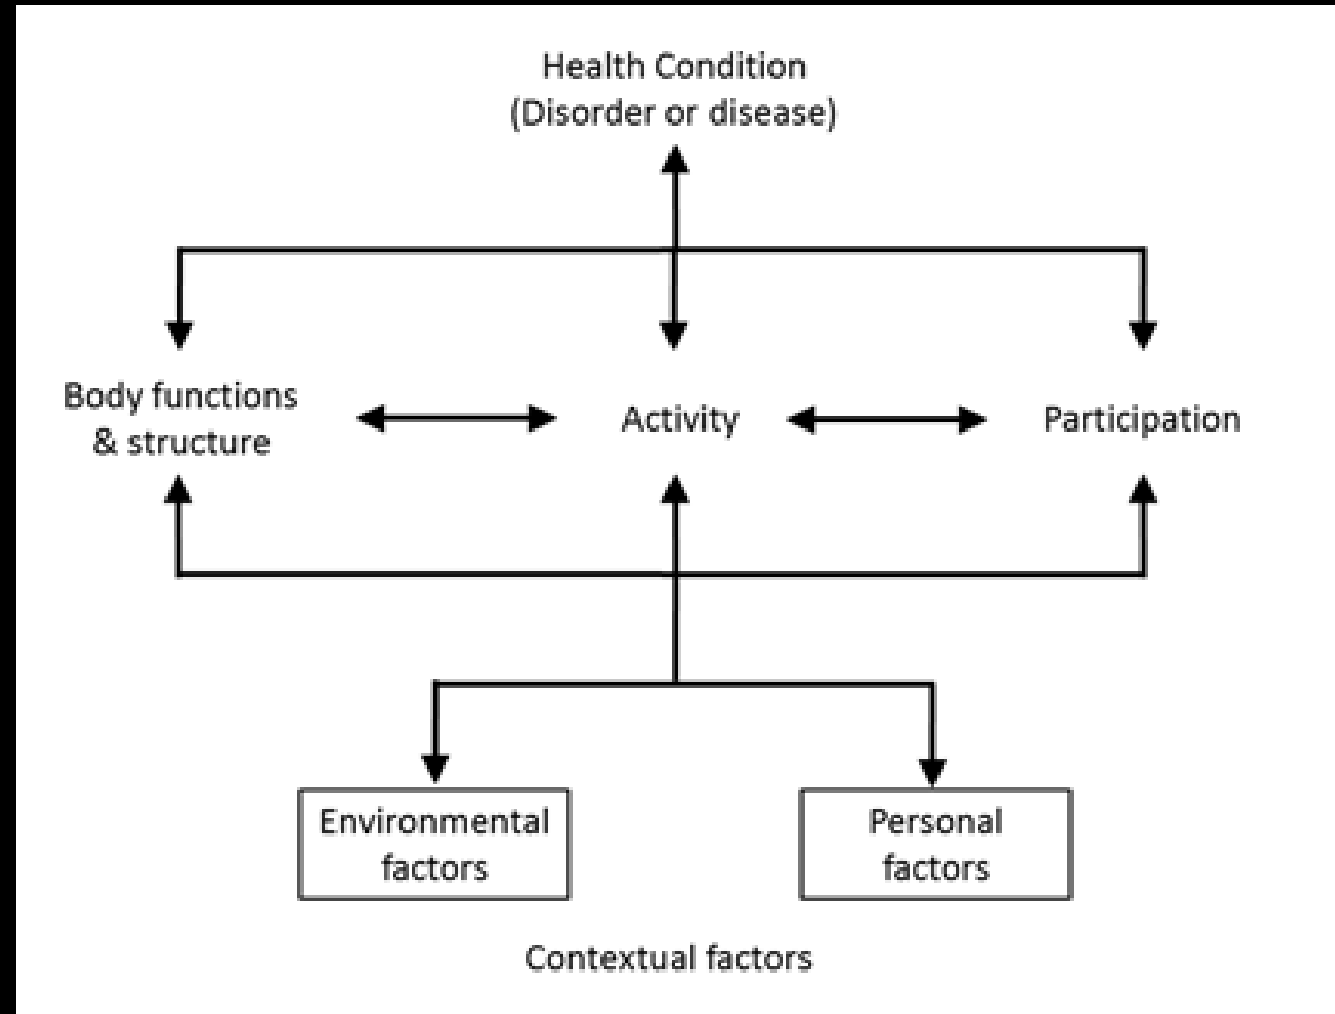 Health Condition
(Disorder or disease)
Body functions
& structure
Activity
Participation
Environmental
factors
Personal
factors
Contextual factors